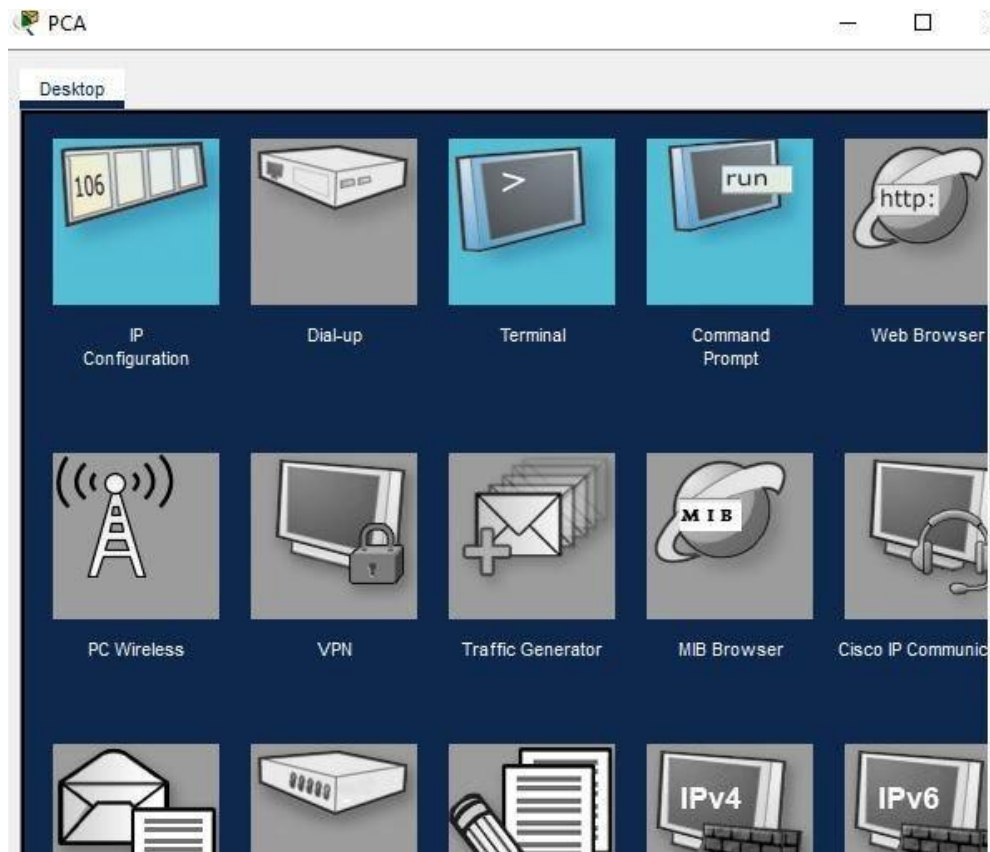 PCA
Desktop
106
>
run
http:
IP
Configuration
Dial-up
Terminal
Command
Prompt
Web Browser
MIB
PC Wireless
VPN
Traffic Generator
MIB Browser
Cisco IP Communic
IPv4
IPv6